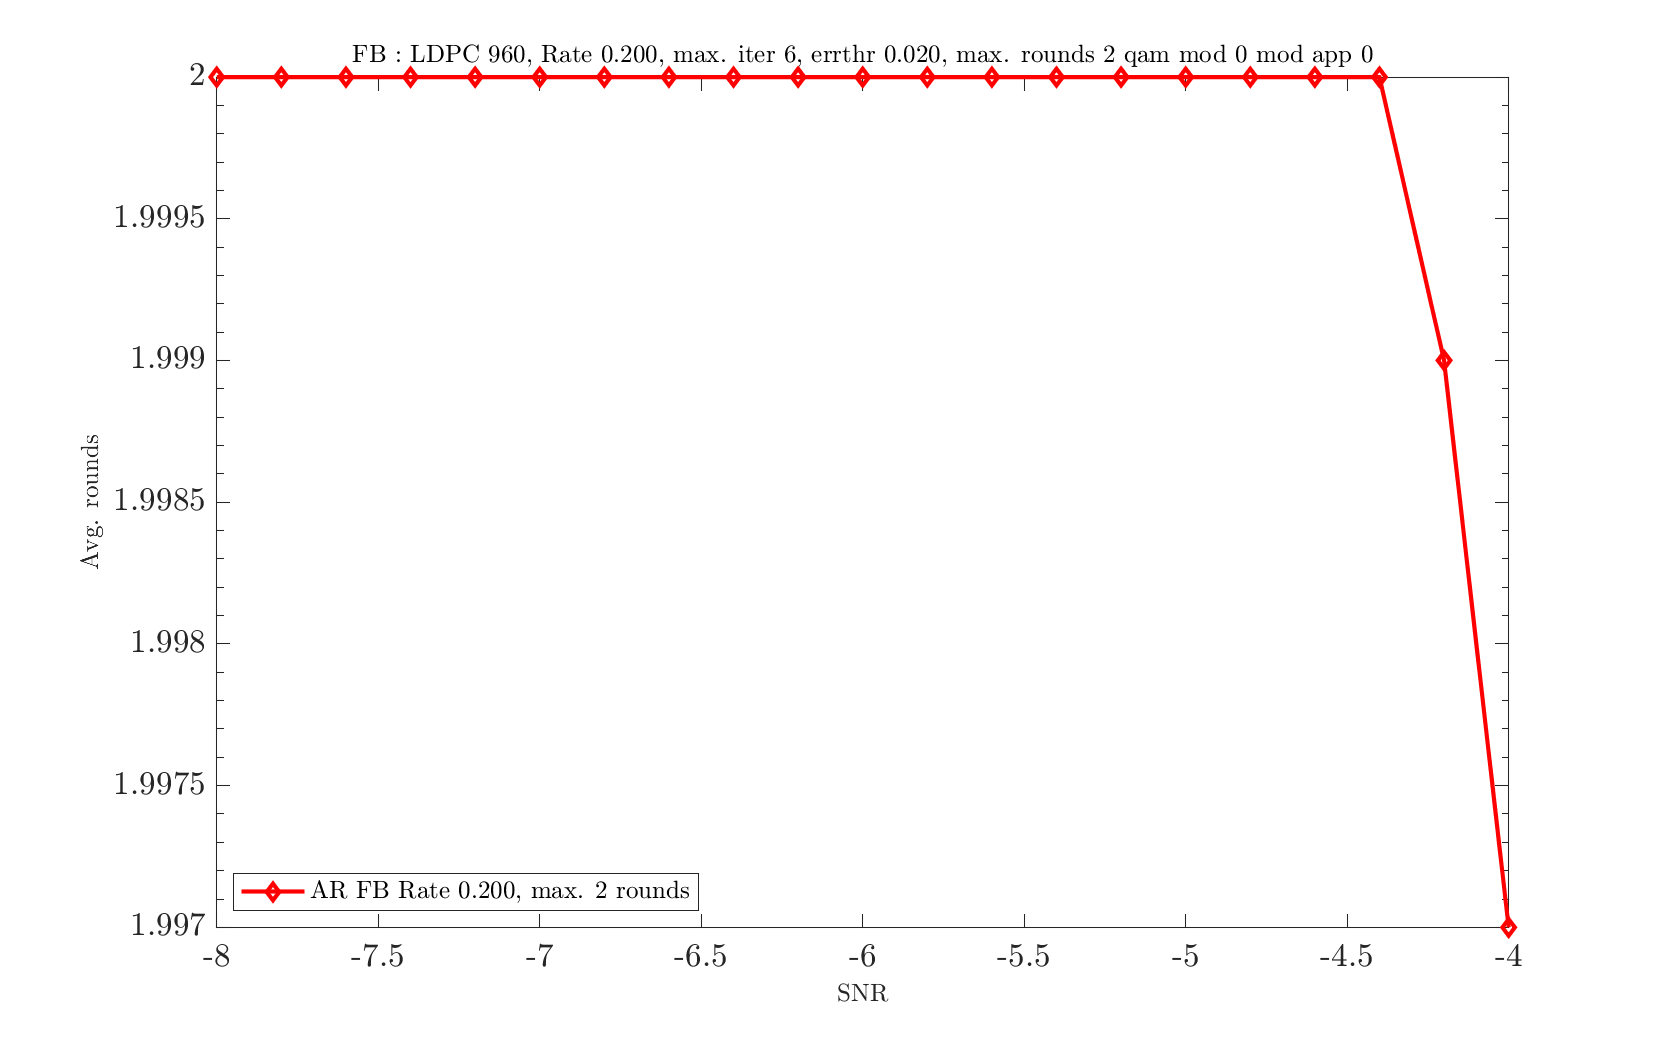 FB : LDPC 960, Rate 0.200, max. iter 6, errthr 0.020, max. rounds 2 qam mod 0 mod app 0
2
1.9995
1.999
1.9985
1.998
1.9975
1.997
Avg. rounds
AR FB Rate 0.200, max. 2 rounds
-8 -7.5 -7 -6.5 -6 -5.5 -5 -4.5 -4
SNR